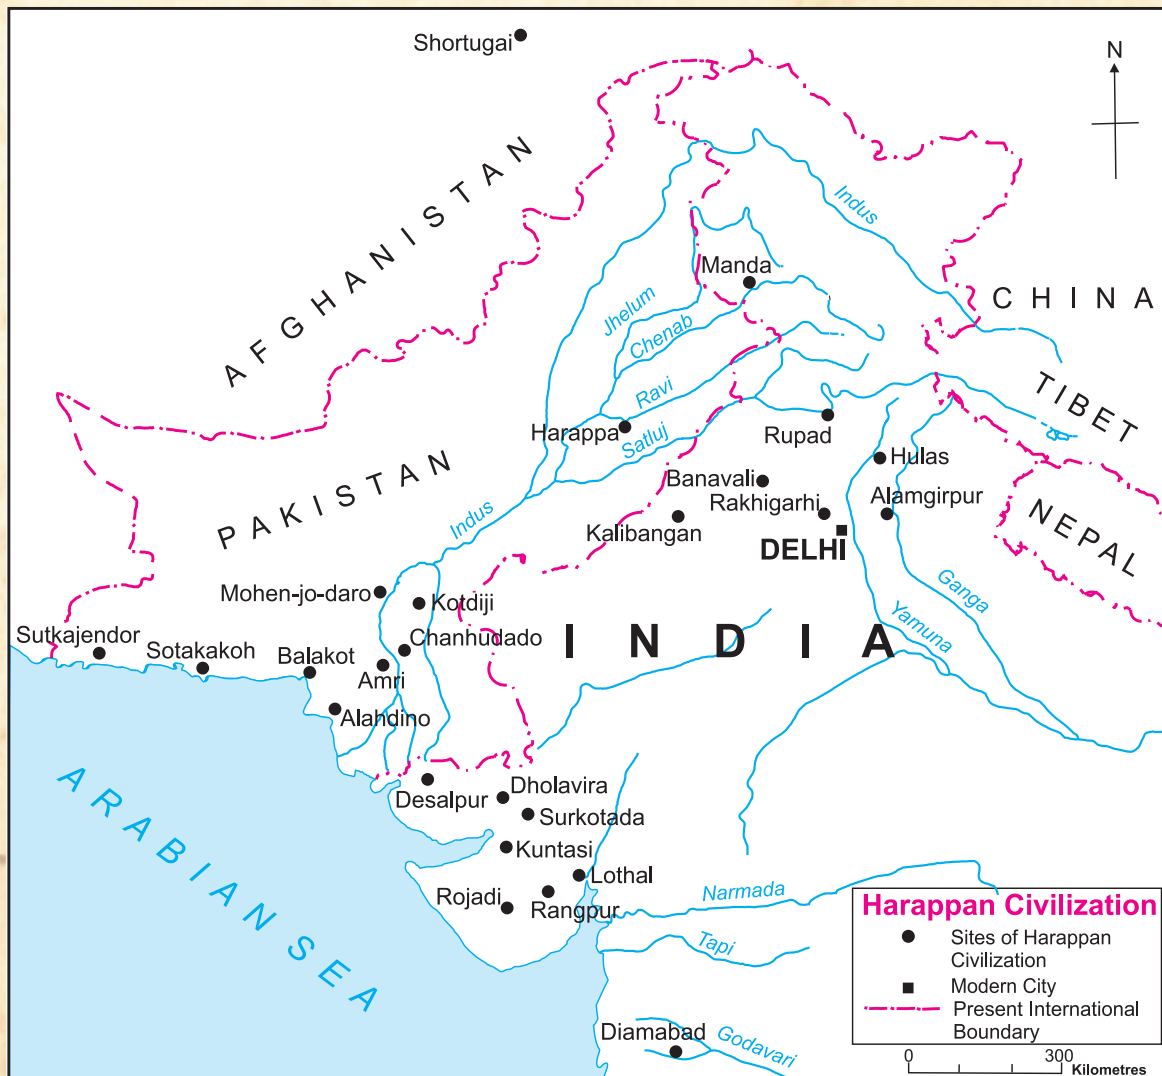 Shortugai
N
AFGHANISTAN
Indus
Manda
CHINA
Jhelum
Chenab
Ravi
TIBET
Harappa
Satluj
Rupad
Hulas
PAKISTAN
Indus
Banavali
Rakhigarhi
Alamgirpur
Kalibangan
DELHI
NEPAL
Mohen-jo-daro
Kotdiji
Ganga
Yamuna
Sutkajendor
Sotakakoh
Balakot
Chanhudado
INDIA
Amri
Alahdino
ARABIAN SEA
Desalpur
Dholavira
Surkotada
Kuntasi
Lothal
Rojadi
Rangpur
Narmada
Tapi
Diamabad
Godavari
Harappan Civilization
Sites of Harappan
Civilization
Modern City
Present International
Boundary
0 300
Kilometres